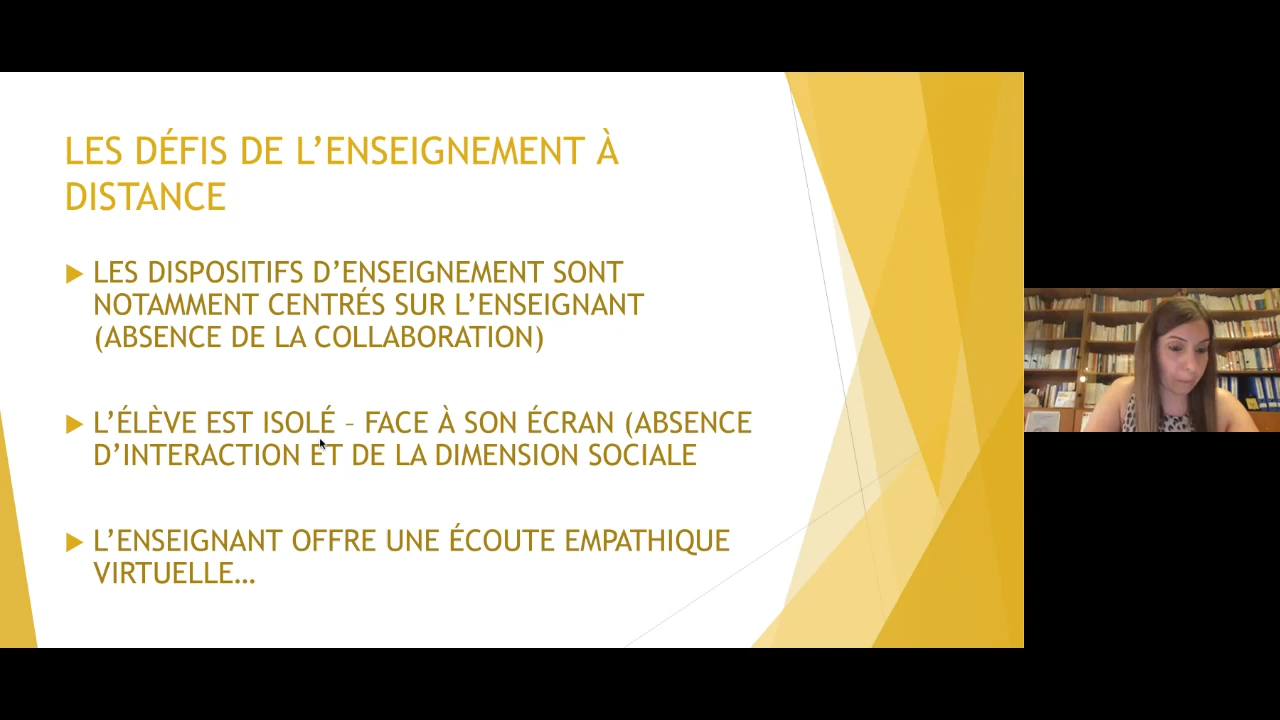 LES DÉFIS DE L’ENSEIGNEMENT À
DISTANCE
LES DISPOSITIFS D’ENSEIGNEMENT SONT
NOTAMMENT CENTRÉS SUR L’ENSEIGNANT
(ABSENCE DE LA COLLABORATION)
L’ÉLÈVE EST ISOLÉ – FACE À SON ÉCRAN (ABSENCE
D’INTERACTION ET DE LA DIMENSION SOCIALE
L’ENSEIGNANT OFFRE UNE ÉCOUTE EMPATHIQUE
VIRTUELLE…